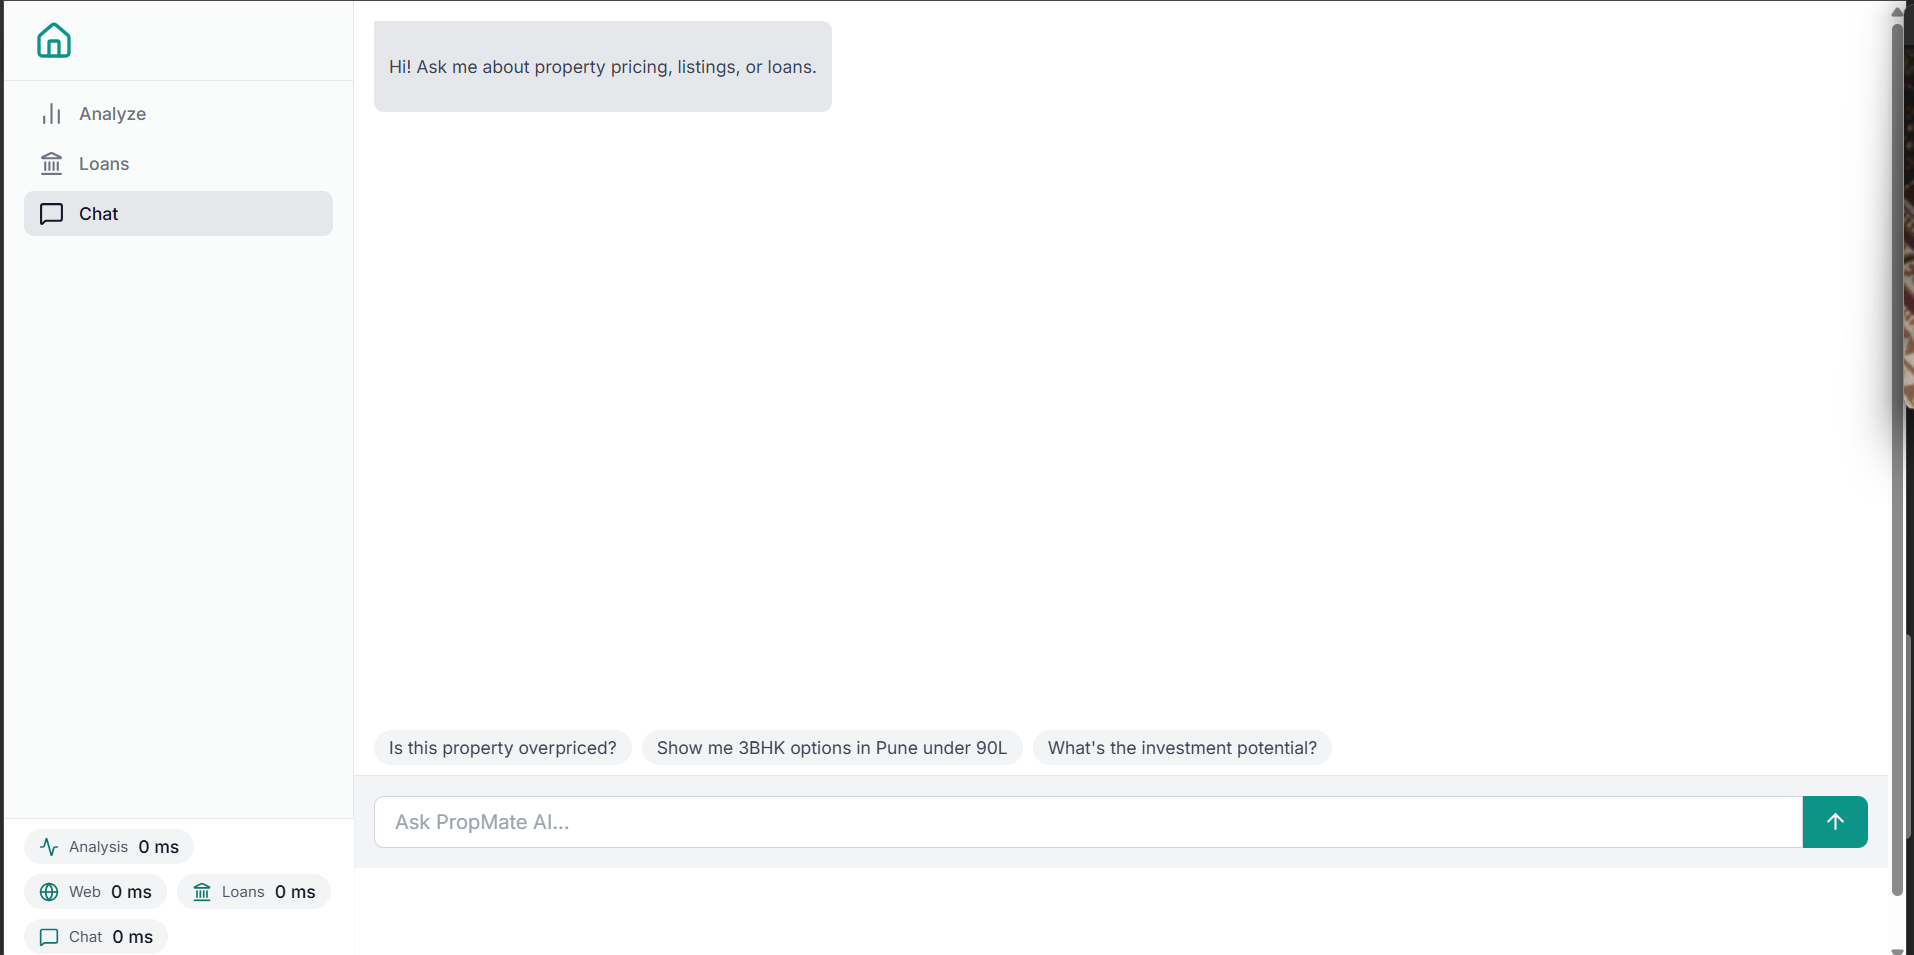 Analyze
Loans
Chat
Hi! Ask me about property pricing, listings, or loans.
Is this property overpriced?
Show me 3BHK options in Pune under 90L
What's the investment potential?
Ask PropMate AI...
Analysis 0 ms
Web 0 ms
Loans 0 ms
Chat 0 ms